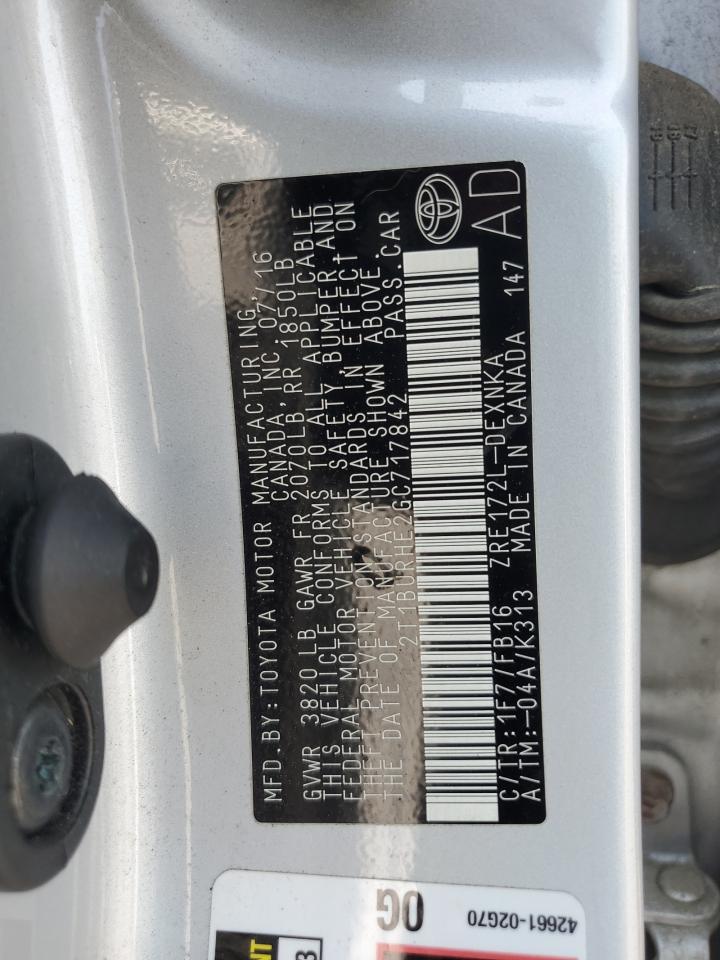 MFD.BY:TOYOTA MOTOR MANUFACTURING,
CANADA, INC. 07/16
GVWR 3820LB GAWR FR 2070LB, RR 1850LB
THIS VEHICLE CONFORMS TO ALL APPLICABLE
FEDERAL MOTOR VEHICLE SAFETY, BUMPER, AND
THEFT PREVENTION STANDARDS IN EFFECT ON
THE DATE OF MANUFACTURE SHOWN ABOVE.
2T1BURHE2GC717842 PASS.CAR
C/TR:1F7/FB16 ZRE172L-DEXNKA
A/TM:-04A/K313 MADE IN CANADA 147
AD
0G
42661-02G70